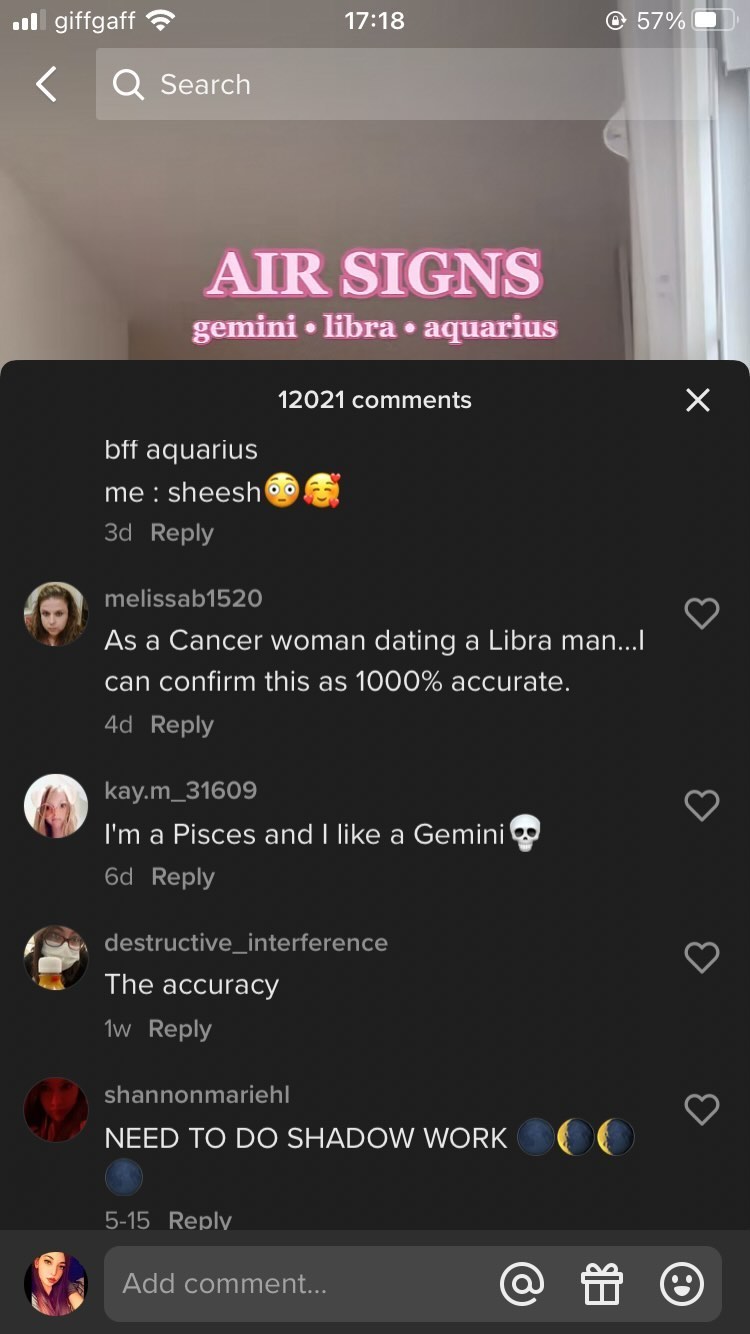 giffgaff 17:18 57%
Search
AIR SIGNS
gemini • libra • aquarius
12021 comments
bff aquarius
me : sheesh😳🥰
3d Reply
melissab1520
As a Cancer woman dating a Libra man...I
can confirm this as 1000% accurate.
4d Reply
kay.m_31609
I'm a Pisces and I like a Gemini💀
6d Reply
destructive_interference
The accuracy
1w Reply
shannonmariehl
NEED TO DO SHADOW WORK 🌑🌘🌘
🌑
5-15 Reply
Add comment...